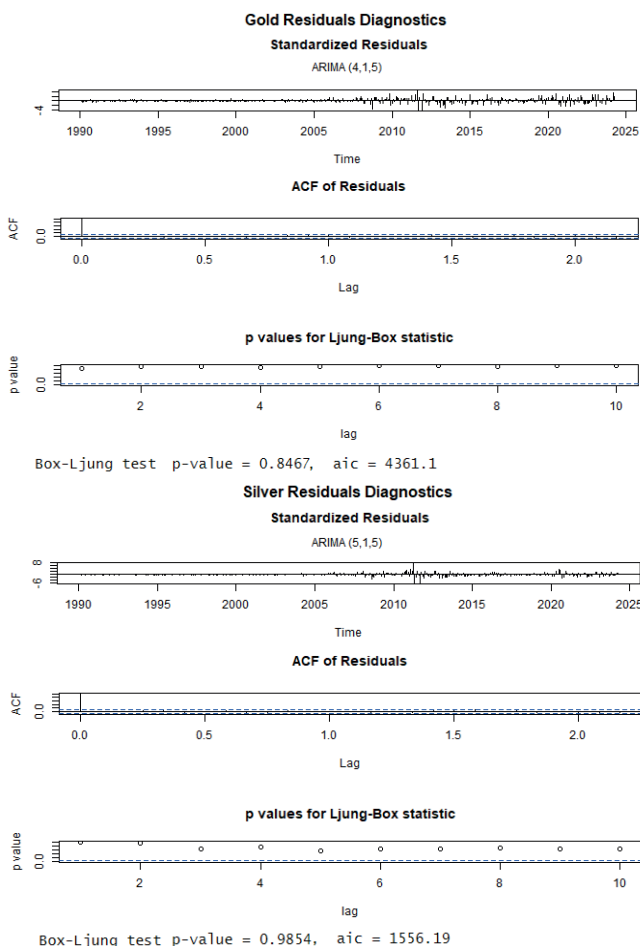 Gold Residuals Diagnostics
Standardized Residuals
ARIMA (4,1,5)
-4
1990 1995 2000 2005 2010 2015 2020 2025
Time
ACF of Residuals
ACF
0.0
0.0 0.5 1.0 1.5 2.0
Lag
p values for Ljung-Box statistic
p value
0.0
2 4 6 8 10
lag
Box-Ljung test p-value = 0.8467, aic = 4361.1
Silver Residuals Diagnostics
Standardized Residuals
ARIMA (5,1,5)
8
-6
1990 1995 2000 2005 2010 2015 2020 2025
Time
ACF of Residuals
ACF
0.0
0.0 0.5 1.0 1.5 2.0
Lag
p values for Ljung-Box statistic
p value
0.0
2 4 6 8 10
lag
Box-Ljung test p-value = 0.9854, aic = 1556.19